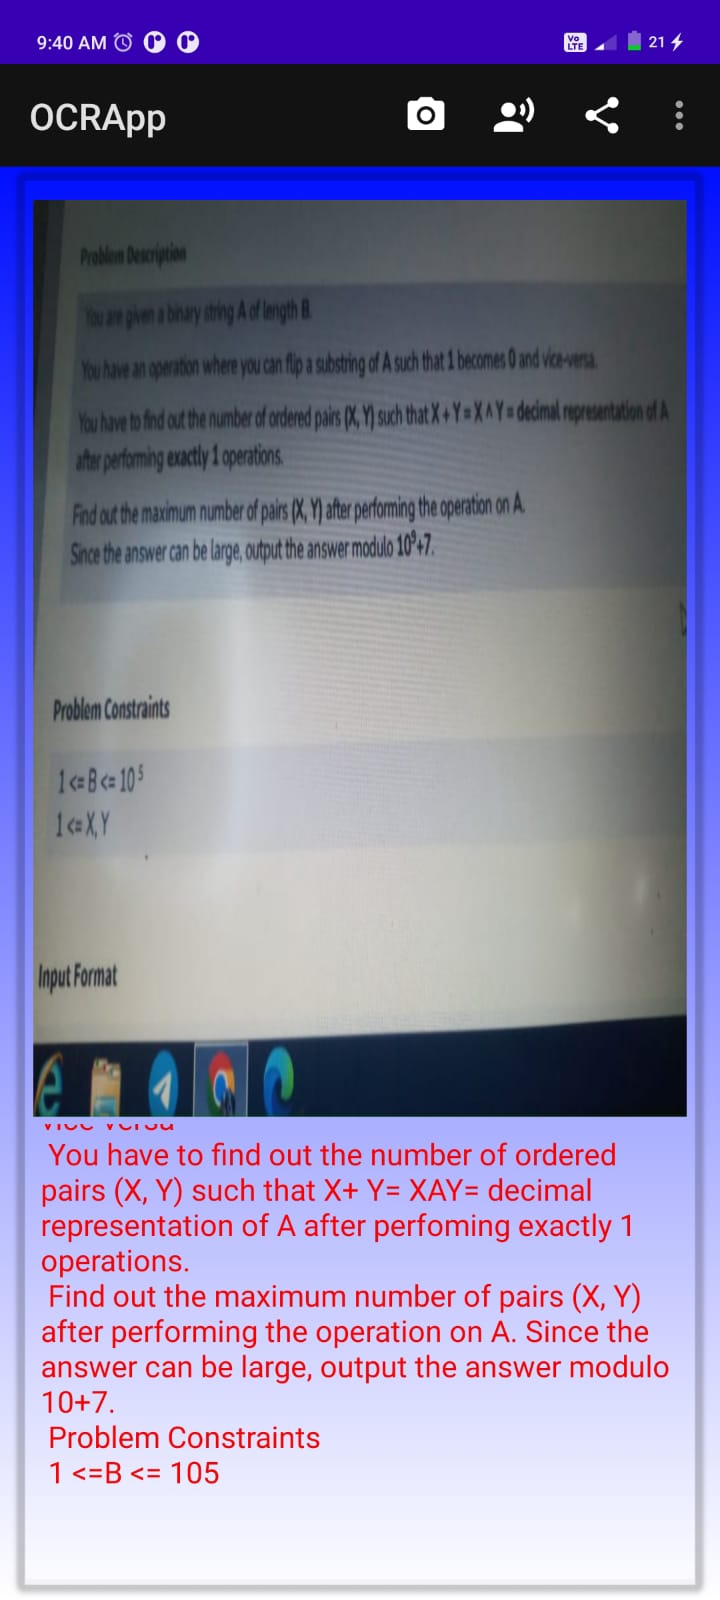 9:40 AM
Vo LTE
21
OCRApp
Problem Description
You are given a binary string A of length B.
You have an operation where you can flip a substring of A such that 1 becomes 0 and vice-versa.
You have to find out the number of ordered pairs (X, Y) such that X + Y = X ^ Y = decimal representation of A
after performing exactly 1 operations.
Find out the maximum number of pairs (X, Y) after performing the operation on A.
Since the answer can be large, output the answer modulo 10⁹+7.
Problem Constraints
1 <= B <= 10⁵
1 <= X, Y
Input Format
You have to find out the number of ordered
pairs (X, Y) such that X+ Y= XAY= decimal
representation of A after perfoming exactly 1
operations.
Find out the maximum number of pairs (X, Y)
after performing the operation on A. Since the
answer can be large, output the answer modulo
10+7.
Problem Constraints
1 <=B <= 105